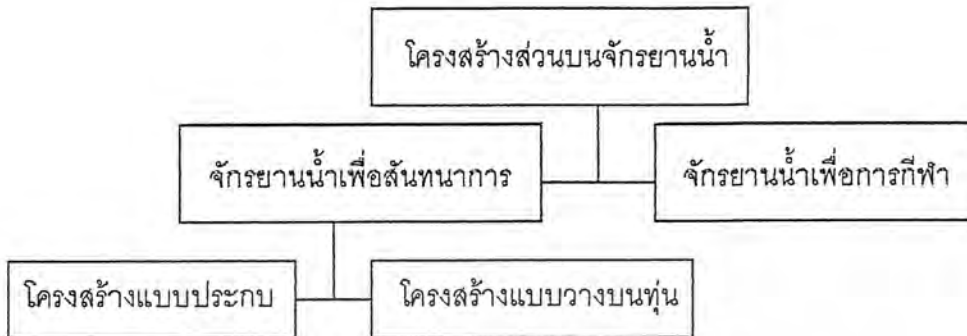 โครงสร้างส่วนบนจักรยานน้ำ
จักรยานน้ำเพื่อสันทนาการ
จักรยานน้ำเพื่อการกีฬา
โครงสร้างแบบประกบ
โครงสร้างแบบวางบนทุ่น